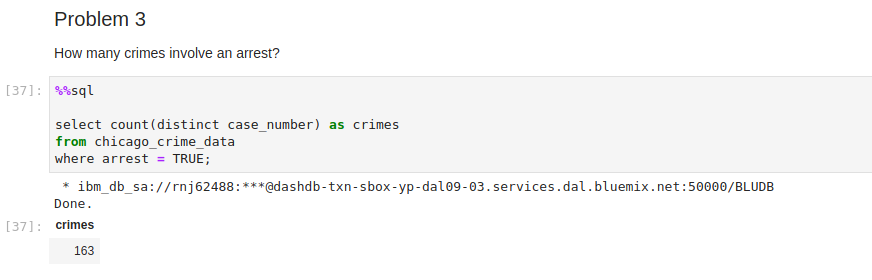 Problem 3
How many crimes involve an arrest?
[37]: %%sql
select count(distinct case_number) as crimes
from chicago_crime_data
where arrest = TRUE;
* ibm_db_sa://rnj62488:***@dashdb-txn-sbox-yp-dal09-03.services.dal.bluemix.net:50000/BLUDB
Done.
[37]: crimes
163